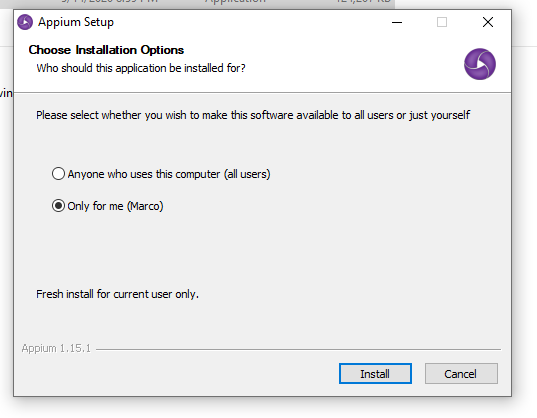 Application
Appium Setup
Choose Installation Options
Who should this application be installed for?
win
Please select whether you wish to make this software available to all users or just yourself
Anyone who uses this computer (all users)
Only for me (Marco)
Fresh install for current user only.
Appium 1.15.1
Install Cancel